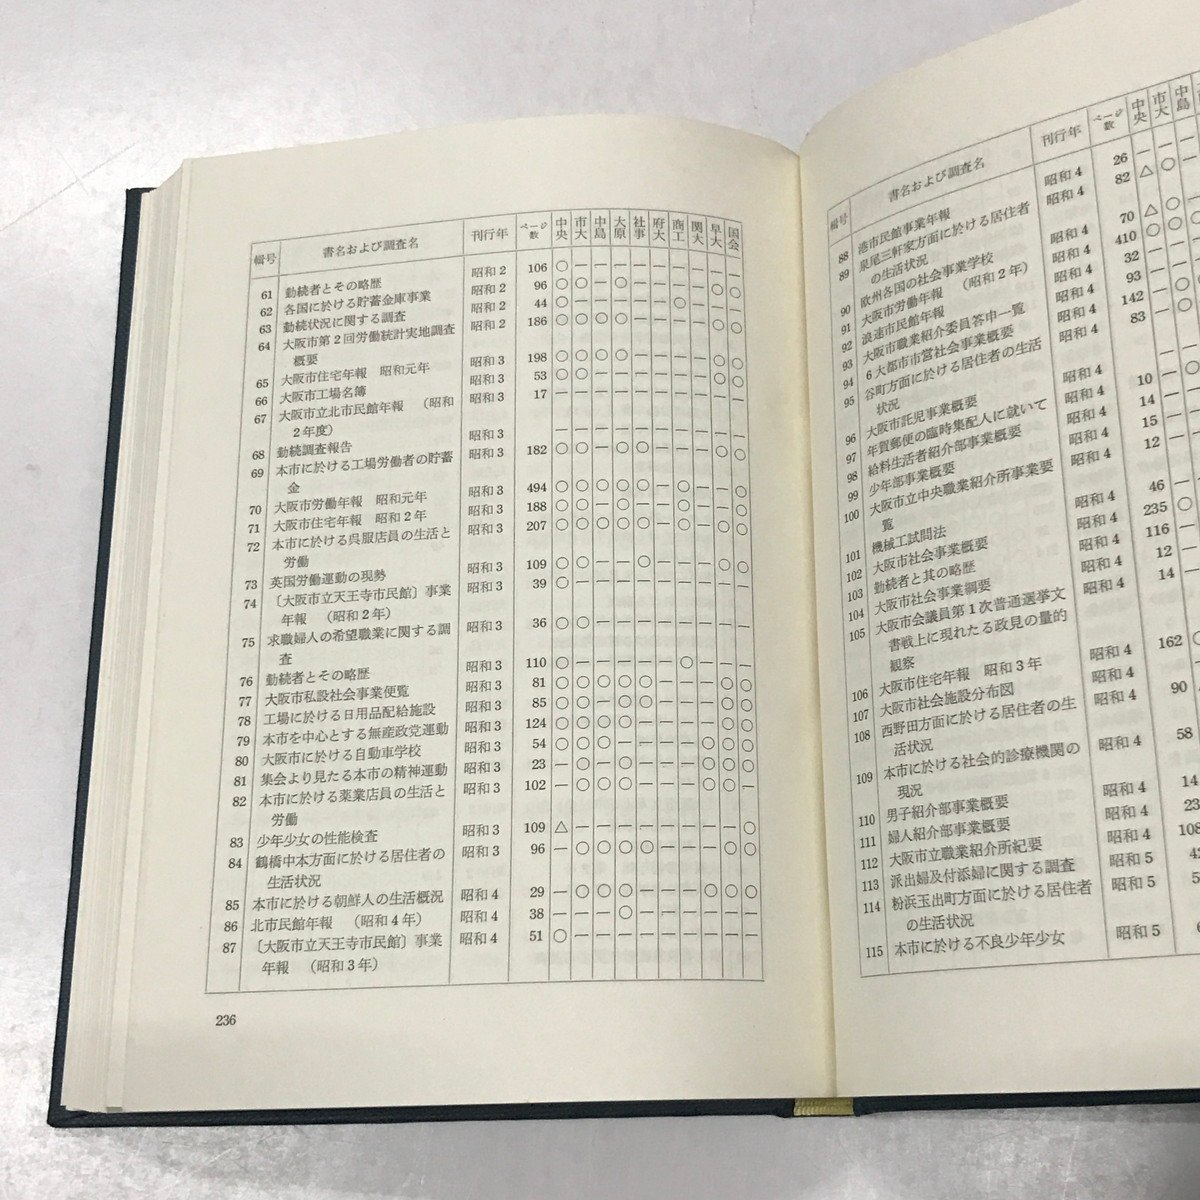 輯号 書名および調査名 刊行年 ページ数 中央 市大 中島 大原 社事 府大 商工 関大 早大 国会
61 勤続者とその略歴 昭和2 106
62 各国に於ける貯蓄金庫事業 昭和2 96
63 勤続状況に関する調査 昭和2 44
64 大阪市第2回労働統計実地調査 昭和2 186
概要
65 大阪市住宅年報 昭和元年 昭和3 198
66 大阪市工場名簿 昭和3 53
67 大阪市立北市民館年報 (昭和 昭和3 17
2年度)
68 勤続調査報告 昭和3
69 本市に於ける工場労働者の貯蓄 昭和3 182
金
70 大阪市労働年報 昭和元年 昭和3 494
71 大阪市住宅年報 昭和2年 昭和3 188
72 本市に於ける呉服店員の生活と 昭和3 207
労働
73 英国労働運動の現勢 昭和3 109
74 〔大阪市立天王寺市民館〕事業 昭和3 39
年報 (昭和2年)
75 求職婦人の希望職業に関する調 昭和3 36
査
76 勤続者とその略歴 昭和3 110
77 大阪市私設社会事業便覧 昭和3 81
78 工場に於ける日用品配給施設 昭和3 85
79 本市を中心とする無産政党運動 昭和3 124
80 大阪市に於ける自動車学校 昭和3 54
81 集会より見たる本市の精神運動 昭和3 23
82 本市に於ける薬業店員の生活と 昭和3 102
労働
83 少年少女の性能検査 昭和3 109
84 鶴橋中本方面に於ける居住者の 昭和3 96
生活状況
85 本市に於ける朝鮮人の生活概況 昭和4 29
86 北市民館年報 (昭和4年) 昭和4 38
87 〔大阪市立天王寺市民館〕事業 昭和4 51
年報 (昭和3年)
236
輯号 書名および調査名 刊行年 ページ数 中央 市大 中島
88 港市民館事業年報 昭和4 26
89 泉尾三軒家方面に於ける居住者 昭和4 82
の生活状況
90 欧州各国の社会事業学校 昭和4 70
91 大阪市労働年報 (昭和2年) 昭和4 410
92 浪速市民館年報 昭和4 32
93 大阪市職業紹介委員答申一覧 昭和4 93
94 6大都市市営社会事業概要 昭和4 142
95 谷町方面に於ける居住者の生活 昭和4 83
状況
96 大阪市託児事業概要 昭和4 10
97 年賀郵便の臨時集配人に就いて 昭和4 14
98 給料生活者紹介部事業概要 昭和4 15
99 少年部事業概要 昭和4 12
100 大阪市立中央職業紹介所事業要 昭和4
覧
101 機械工試問法 昭和4 46
102 大阪市社会事業概要 昭和4 235
103 勤続者と其の略歴 昭和4 116
104 大阪市社会事業綱要 昭和4 12
105 大阪市会議員第1次普通選挙文 昭和4 14
書戦上に現れたる政見の量的
観察
106 大阪市住宅年報 昭和3年 昭和4 162
107 大阪市社会施設分布図 昭和4
108 西野田方面に於ける居住者の生 昭和4 90
活状況
109 本市に於ける社会的診療機関の 昭和4 58
現況
110 男子紹介部事業概要 昭和4 14
111 婦人紹介部事業概要 昭和4 23
112 大阪市立職業紹介所紀要 昭和4 108
113 派出婦及付添婦に関する調査 昭和5
114 粉浜玉出町方面に於ける居住者 昭和5
の生活状況
115 本市に於ける不良少年少女 昭和5